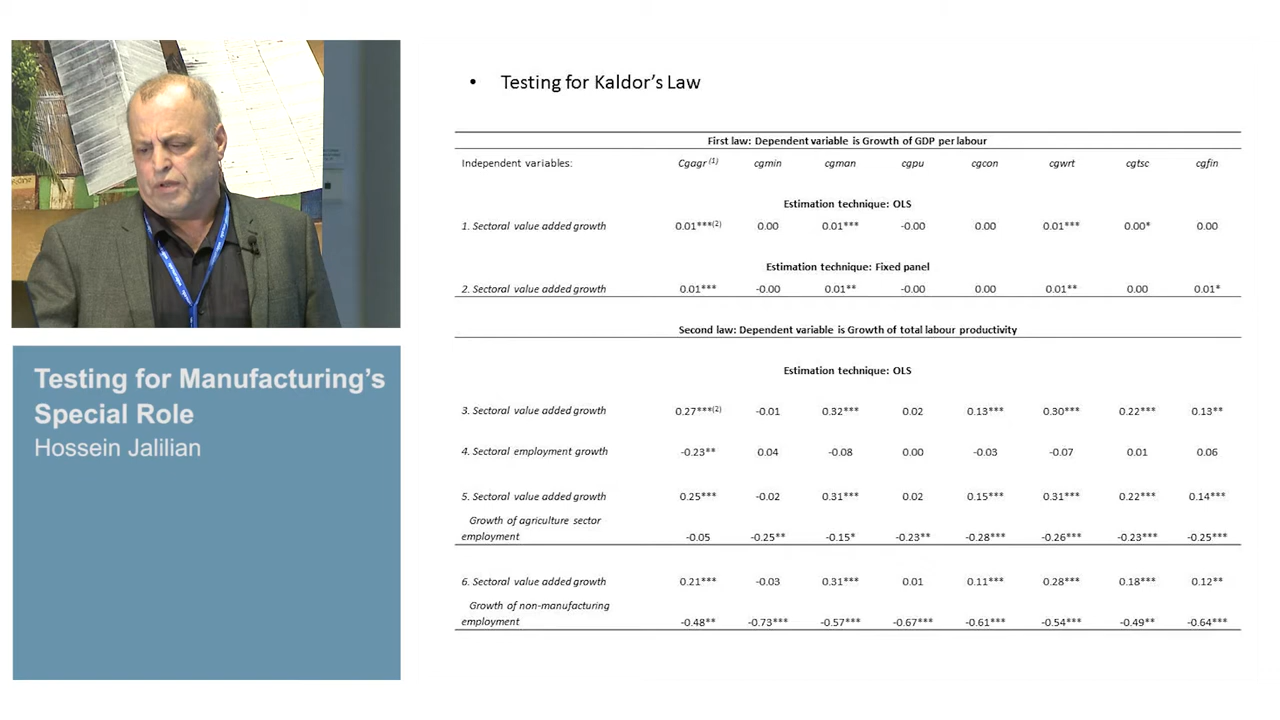 Testing for Manufacturing's
Special Role
Hossein Jalilian
• Testing for Kaldor's Law
First law: Dependent variable is Growth of GDP per labour
Independent variables: Cgagr (1) cgmin cgman cgpu cgcon cgwrt cgtsc cgfin
Estimation technique: OLS
1. Sectoral value added growth 0.01***(2) 0.00 0.01*** -0.00 0.00 0.01*** 0.00* 0.00
Estimation technique: Fixed panel
2. Sectoral value added growth 0.01*** -0.00 0.01** -0.00 0.00 0.01** 0.00 0.01*
Second law: Dependent variable is Growth of total labour productivity
Estimation technique: OLS
3. Sectoral value added growth 0.27***(2) -0.01 0.32*** 0.02 0.13*** 0.30*** 0.22*** 0.13**
4. Sectoral employment growth -0.23** 0.04 -0.08 0.00 -0.03 -0.07 0.01 0.06
5. Sectoral value added growth 0.25*** -0.02 0.31*** 0.02 0.15*** 0.31*** 0.22*** 0.14***
Growth of agriculture sector
employment -0.05 -0.25** -0.15* -0.23** -0.28*** -0.26*** -0.23*** -0.25***
6. Sectoral value added growth 0.21*** -0.03 0.31*** 0.01 0.11*** 0.28*** 0.18*** 0.12**
Growth of non-manufacturing
employment -0.48** -0.73*** -0.57*** -0.67*** -0.61*** -0.54*** -0.49** -0.64***